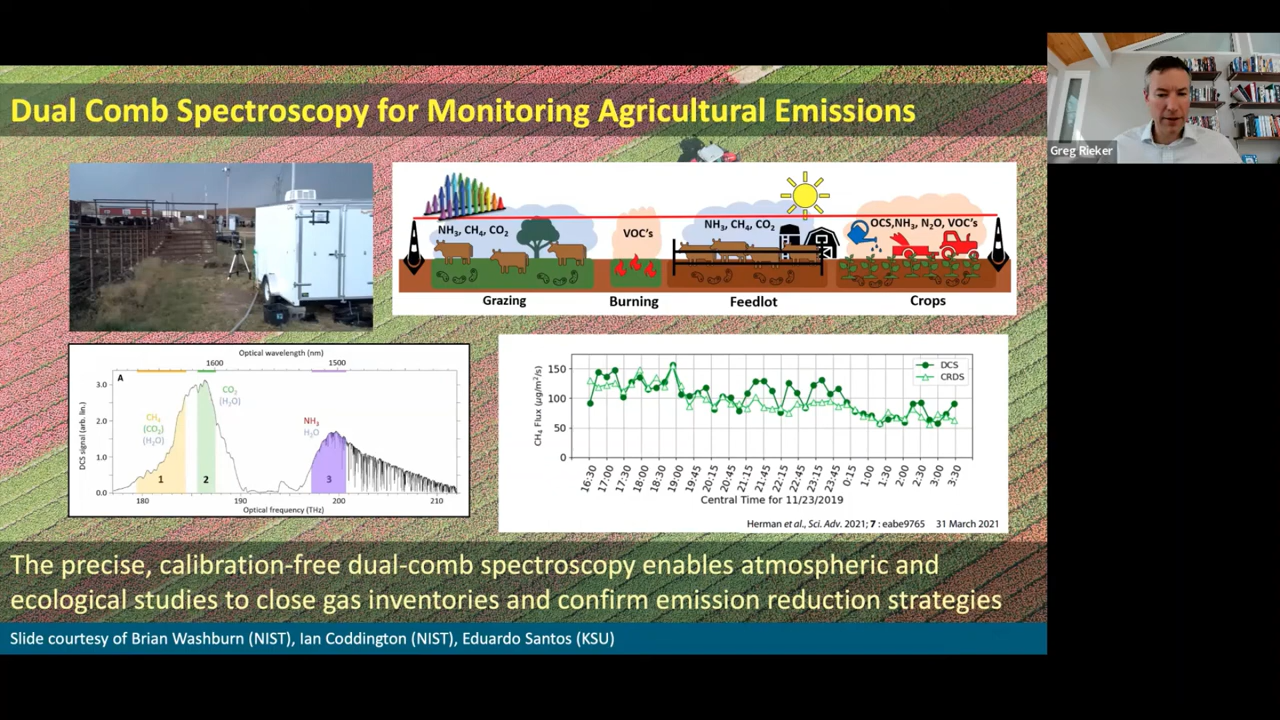 Dual Comb Spectroscopy for Monitoring Agricultural Emissions
Greg Rieker
NH₃, CH₄, CO₂
VOC's
NH₃, CH₄, CO₂
OCS,NH₃, N₂O, VOC's
Grazing
Burning
Feedlot
Crops
Optical wavelength (nm)
1600
1500
A
3.0
2.0
1.0
0.0
DCS signal (arb. lin.)
CH₄
(CO₂)
(H₂O)
CO₂
(H₂O)
NH₃
H₂O
1
2
3
180
190
200
210
Optical frequency (THz)
CH₄ Flux (µg/m²/s)
150
100
50
0
DCS
CRDS
16:30
17:00
17:30
18:00
18:30
19:00
19:45
20:15
20:45
21:15
21:45
22:15
22:45
23:15
23:45
0:15
1:00
1:30
2:00
2:30
3:00
3:30
Central Time for 11/23/2019
Herman et al., Sci. Adv. 2021; 7 : eabe9765 31 March 2021
The precise, calibration-free dual-comb spectroscopy enables atmospheric and
ecological studies to close gas inventories and confirm emission reduction strategies
Slide courtesy of Brian Washburn (NIST), Ian Coddington (NIST), Eduardo Santos (KSU)